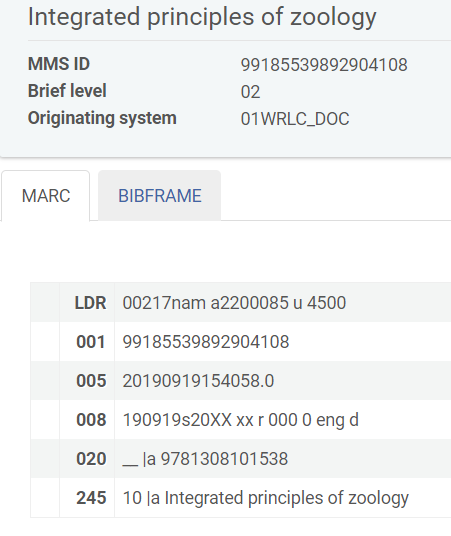 Integrated principles of zoology
MMS ID 99185539892904108
Brief level 02
Originating system 01WRLC_DOC
MARC BIBFRAME
LDR 00217nam a2200085 u 4500
001 99185539892904108
005 20190919154058.0
008 190919s20XX xx r 000 0 eng d
020 __ |a 9781308101538
245 10 |a Integrated principles of zoology